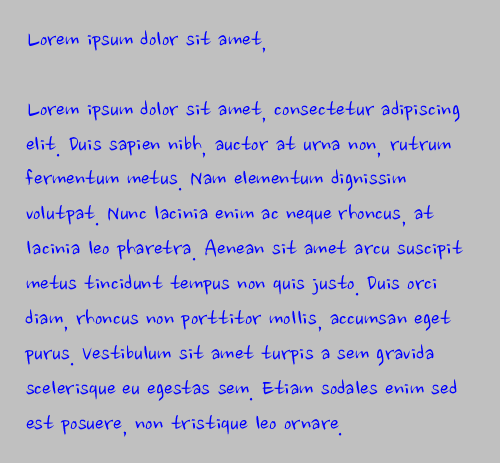 Lorem ipsum dolor sit amet,
Lorem ipsum dolor sit amet, consectetur adipiscing
elit. Duis sapien nibh, auctor at urna non, rutrum
fermentum metus. Nam elementum dignissim
volutpat. Nunc lacinia enim ac neque rhoncus, at
lacinia leo pharetra. Aenean sit amet arcu suscipit
metus tincidunt tempus non quis justo. Duis orci
diam, rhoncus non porttitor mollis, accumsan eget
purus. Vestibulum sit amet turpis a sem gravida
scelerisque eu egestas sem. Etiam sodales enim sed
est posuere, non tristique leo ornare.